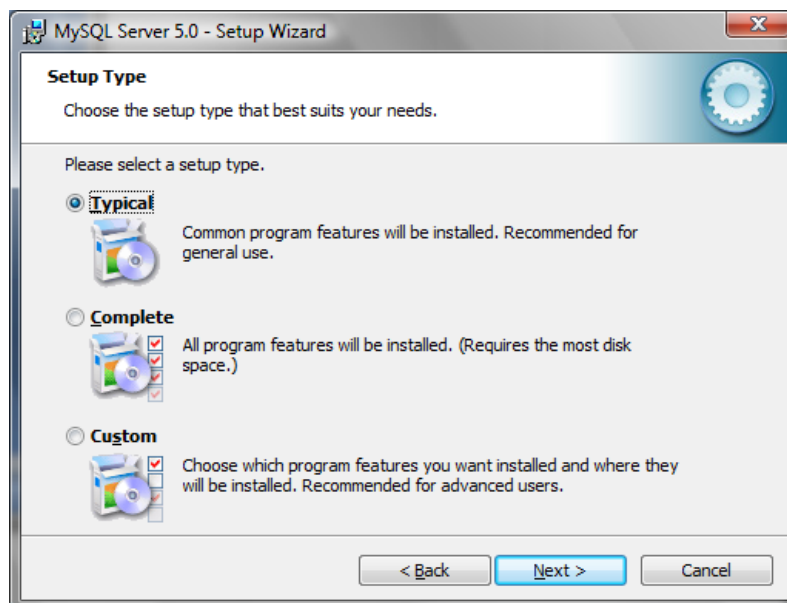 MySQL Server 5.0 - Setup Wizard
Setup Type
Choose the setup type that best suits your needs.
Please select a setup type.
Typical
Common program features will be installed. Recommended for
general use.
Complete
All program features will be installed. (Requires the most disk
space.)
Custom
Choose which program features you want installed and where they
will be installed. Recommended for advanced users.
< Back Next > Cancel